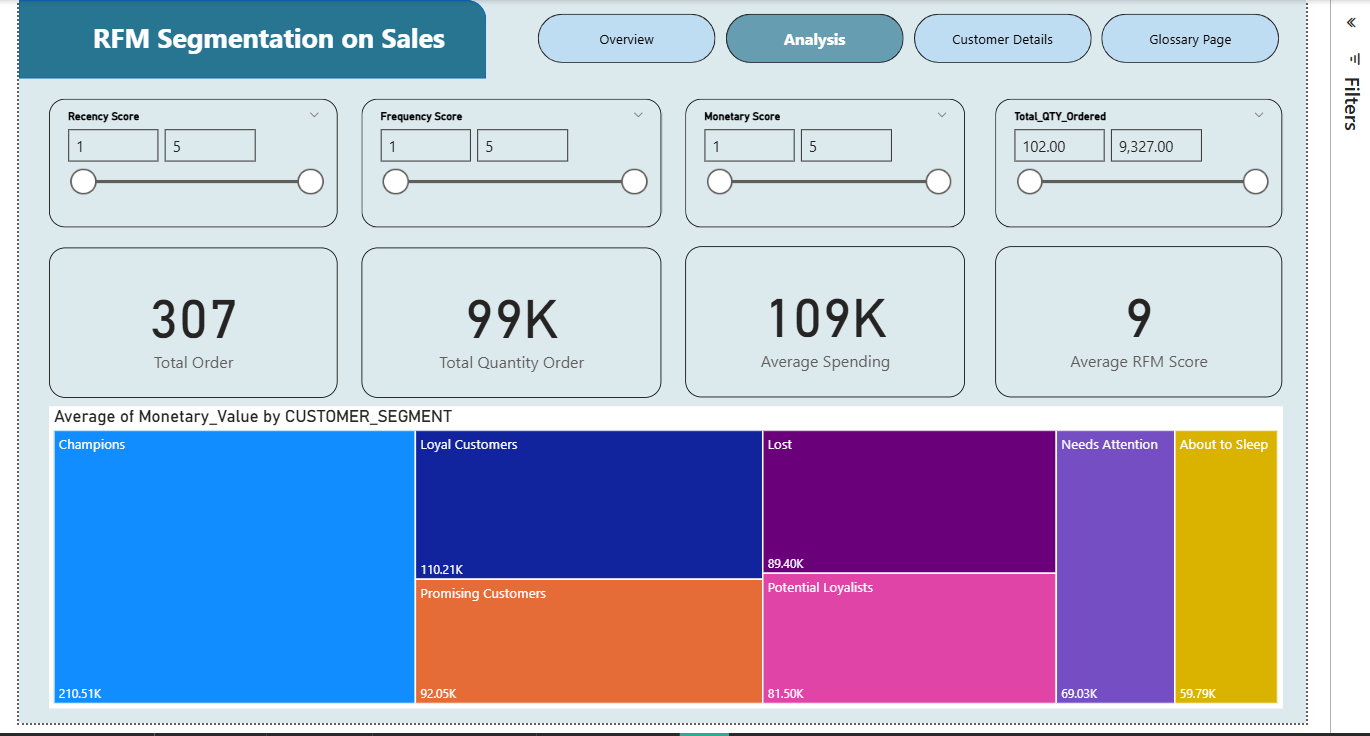 RFM Segmentation on Sales
Overview
Analysis
Customer Details
Glossary Page
Filters
Recency Score
1
5
Frequency Score
1
5
Monetary Score
1
5
Total_QTY_Ordered
102.00
9,327.00
307
Total Order
99K
Total Quantity Order
109K
Average Spending
9
Average RFM Score
Average of Monetary_Value by CUSTOMER_SEGMENT
Champions
210.51K
Loyal Customers
110.21K
Promising Customers
92.05K
Lost
89.40K
Potential Loyalists
81.50K
Needs Attention
69.03K
About to Sleep
59.79K